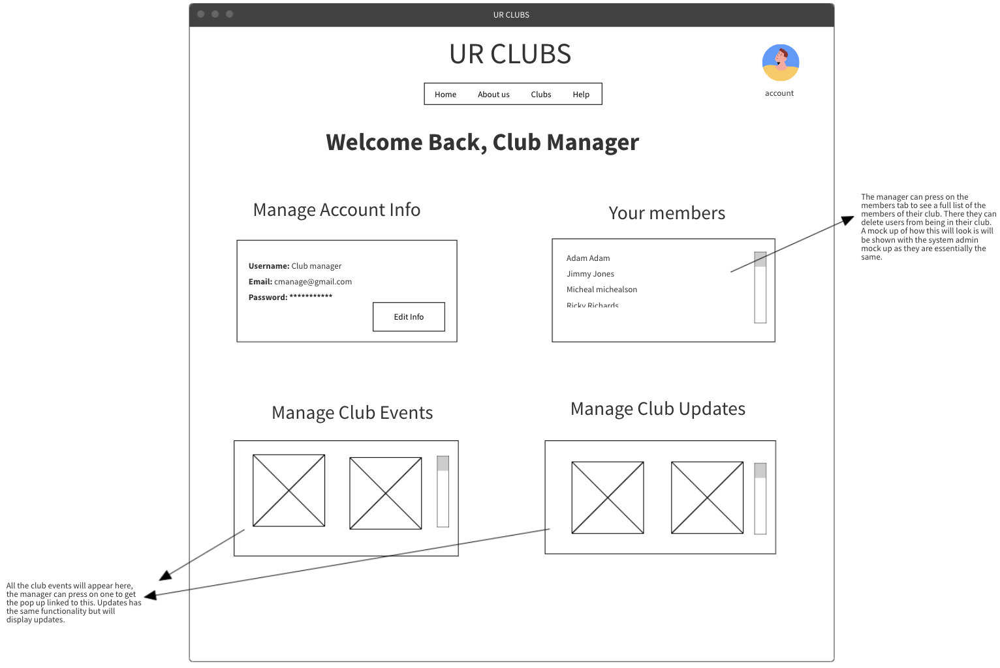 UR CLUBS
UR CLUBS
account
Home About us Clubs Help
Welcome Back, Club Manager
Manage Account Info
Username: Club manager
Email: cmanage@gmail.com
Password: ***********
Edit Info
Your members
Adam Adam
Jimmy Jones
Micheal michealson
Ricky Richards
The manager can press on the
members tab to see a full list of the
members of their club. There they can
delete users from being in their club.
A mock up of how this will look is will
be shown with the system admin
mock up as they are essentially the
same.
Manage Club Events
Manage Club Updates
All the club events will appear here,
the manager can press on one to get
the pop up linked to this. Updates has
the same functionality but will
display updates.